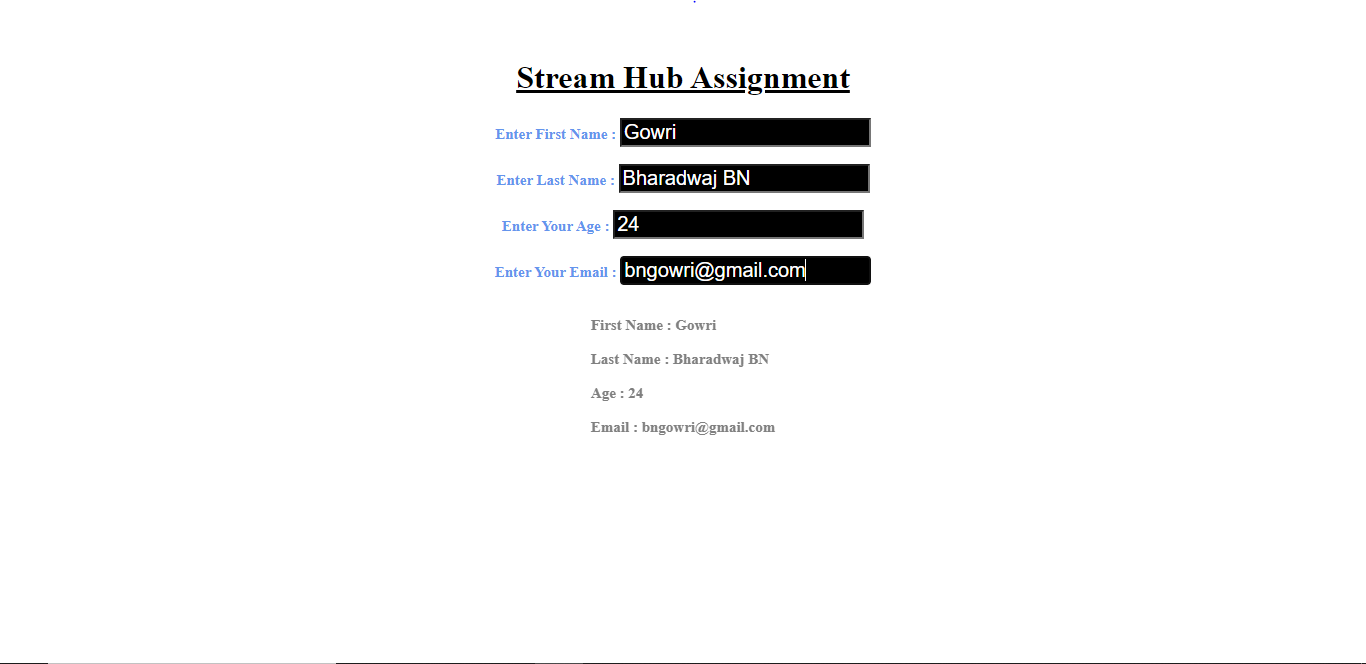 Stream Hub Assignment
Enter First Name : Gowri
Enter Last Name : Bharadwaj BN
Enter Your Age : 24
Enter Your Email : bngowri@gmail.com
First Name : Gowri
Last Name : Bharadwaj BN
Age : 24
Email : bngowri@gmail.com